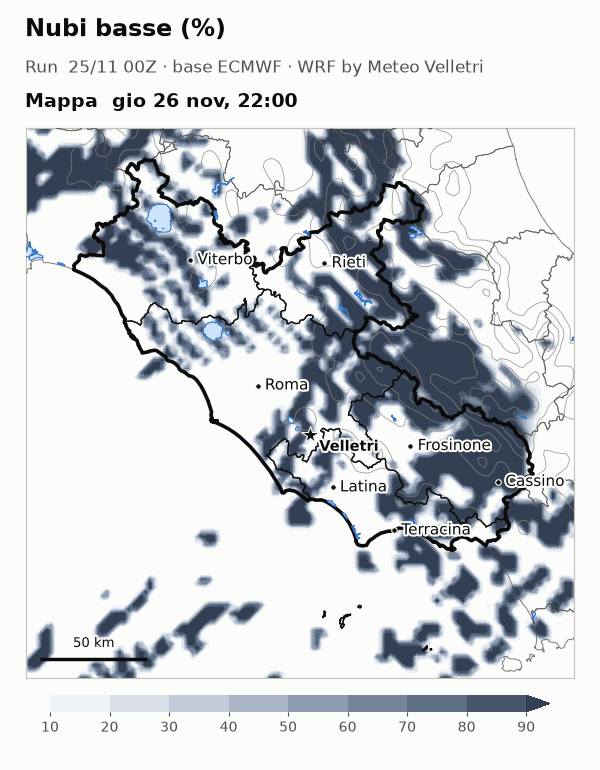 Nubi basse (%)
Run 25/11 00Z · base ECMWF · WRF by Meteo Velletri
Mappa gio 26 nov, 22:00
Viterbo
Rieti
Roma
Velletri
Frosinone
Cassino
Latina
Terracina
50 km
10 20 30 40 50 60 70 80 90